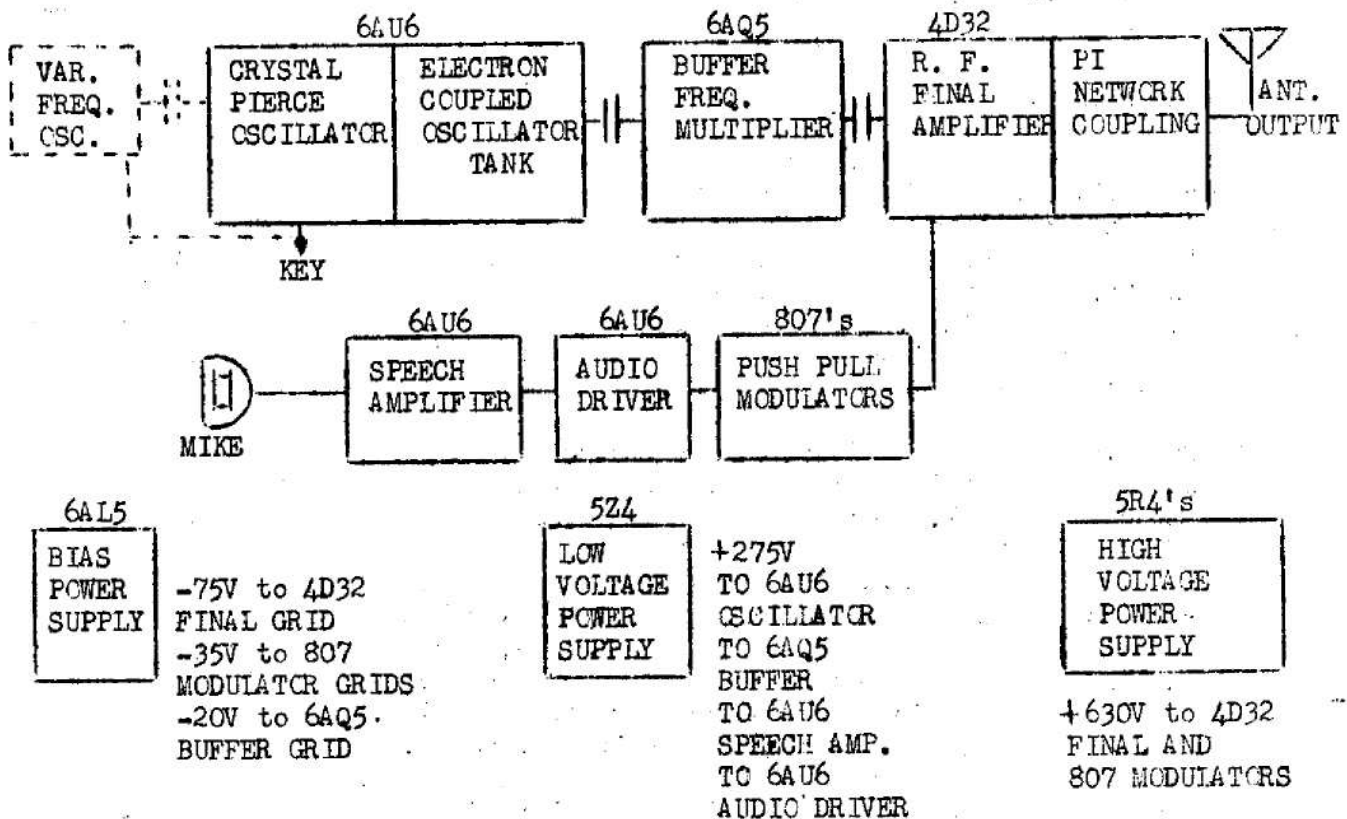 6AU6
6AQ5
4D32
VAR.
FREQ.
OSC.
CRYSTAL
PIERCE
OSCILLATOR
ELECTRON
COUPLED
OSCILLATOR
TANK
BUFFER
FREQ.
MULTIPLIER
R. F.
FINAL
AMPLIFIER
PI
NETWORK
COUPLING
ANT.
OUTPUT
KEY
6AU6
6AU6
807's
MIKE
SPEECH
AMPLIFIER
AUDIO
DRIVER
PUSH PULL
MODULATORS
6AL5
BIAS
POWER
SUPPLY
-75V to 4D32
FINAL GRID
-35V to 807
MODULATOR GRIDS
-20V to 6AQ5.
BUFFER GRID
5Z4
LOW
VOLTAGE
POWER
SUPPLY
+275V
TO 6AU6
OSCILLATOR
TO 6AQ5
BUFFER
TO 6AU6
SPEECH AMP.
TO 6AU6
AUDIO DRIVER
5R4's
HIGH
VOLTAGE
POWER
SUPPLY
+630V to 4D32
FINAL AND
807 MODULATORS